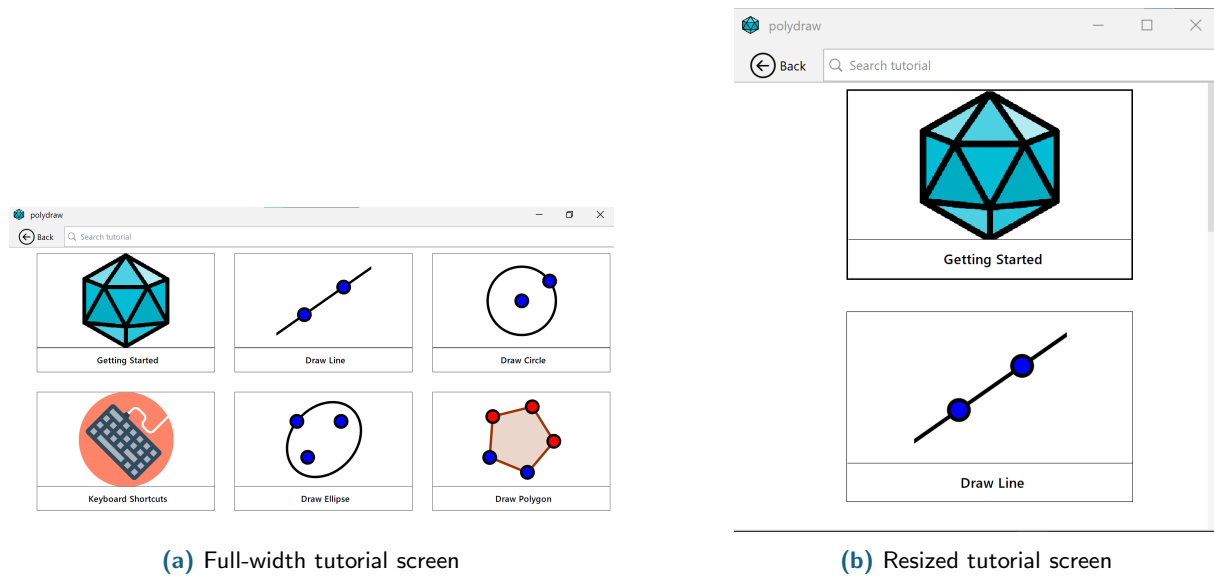 polydraw
Back
Search tutorial
Getting Started
Draw Line
Draw Circle
Keyboard Shortcuts
Draw Ellipse
Draw Polygon
(a) Full-width tutorial screen
polydraw
Back
Search tutorial
Getting Started
Draw Line
(b) Resized tutorial screen